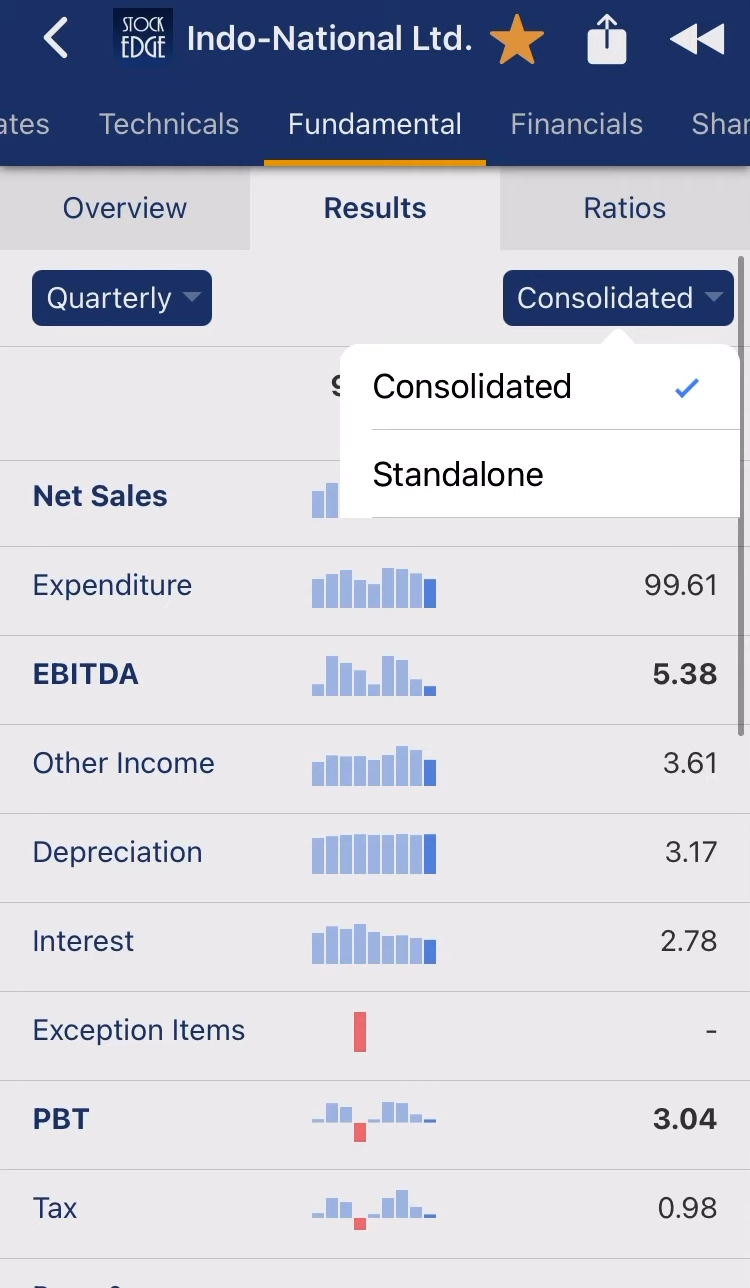 STOCK EDGE Indo-National Ltd.
Technicals Fundamental Financials
Overview Results Ratios
Quarterly Consolidated
Consolidated
Standalone
Net Sales
Expenditure 99.61
EBITDA 5.38
Other Income 3.61
Depreciation 3.17
Interest 2.78
Exception Items -
PBT 3.04
Tax 0.98